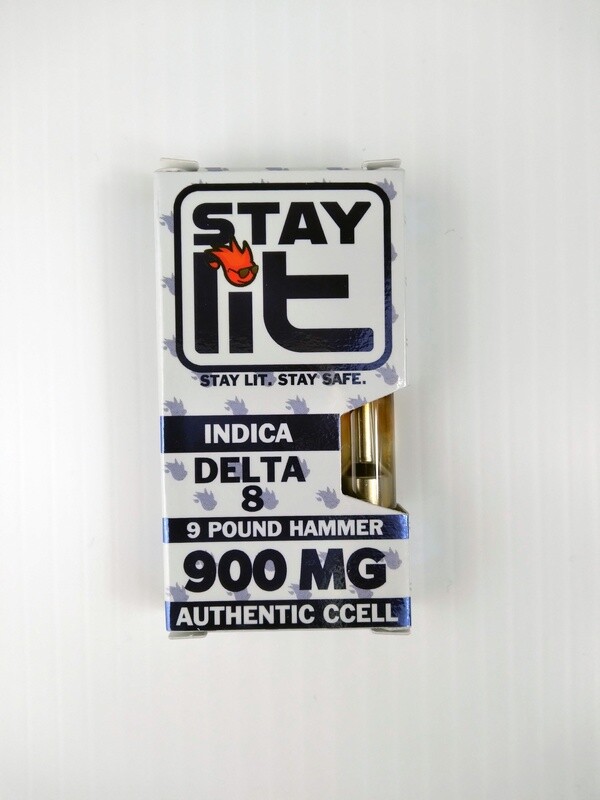 STAY
lit
STAY LIT. STAY SAFE.
INDICA
DELTA
8
9 POUND HAMMER
900 MG
AUTHENTIC CCELL